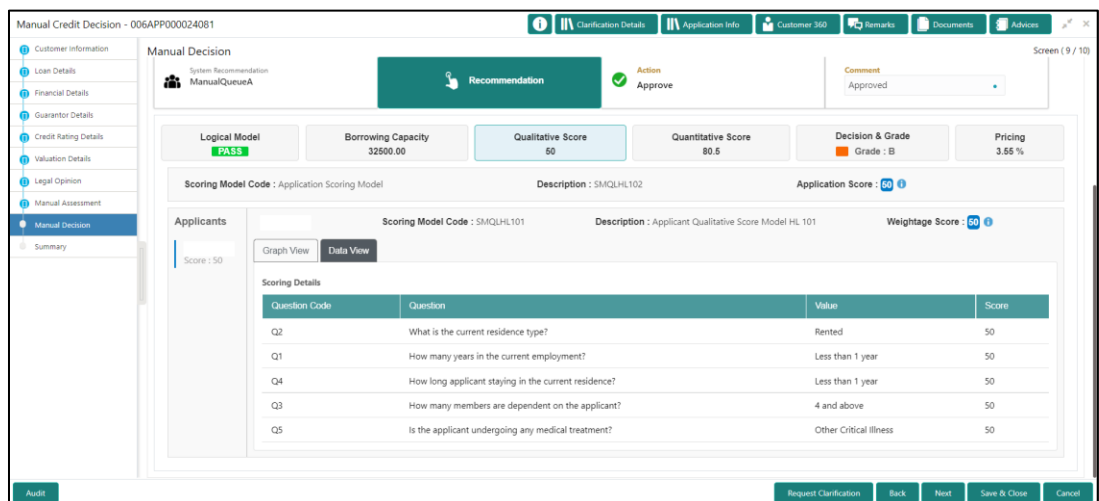 Manual Credit Decision - 006APP000024081
Clarification Details
Application Info
Customer 360
Remarks
Documents
Advices
Customer Information
Loan Details
Financial Details
Guarantor Details
Credit Rating Details
Valuation Details
Legal Opinion
Manual Assessment
Manual Decision
Summary
Manual Decision
Screen ( 9 / 10)
System Recommendation
ManualQueueA
Recommendation
Action
Approve
Comment
Approved
Logical Model
PASS
Borrowing Capacity
32500.00
Qualitative Score
50
Quantitative Score
80.5
Decision & Grade
Grade : B
Pricing
3.55 %
Scoring Model Code : Application Scoring Model Description : SMQLHL102 Application Score : 50
Applicants
Score : 50
Scoring Model Code : SMQLHL101 Description : Applicant Qualitative Score Model HL 101 Weightage Score : 50
Graph View Data View
Scoring Details
Question Code Question Value Score
Q2 What is the current residence type? Rented 50
Q1 How many years in the current employment? Less than 1 year 50
Q4 How long applicant staying in the current residence? Less than 1 year 50
Q3 How many members are dependent on the applicant? 4 and above 50
Q5 Is the applicant undergoing any medical treatment? Other Critical Illness 50
Audit
Request Clarification Back Next Save & Close Cancel